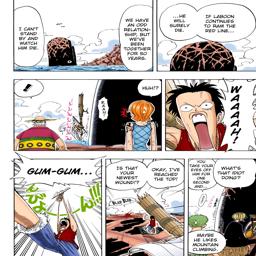 ...HE
WILL
SURELY
DIE.
IF LABOON
CONTINUES
TO RAM
THE RED
LINE...
WE HAVE
AN ODD
RELATION-
SHIP, BUT
WE'VE
BEEN
TOGETHER
FOR 50
YEARS.
I CAN'T
STAND BY
AND
WATCH
HIM DIE.
WAAAA
AH!!
HUH!?
!
WHAT'S
THAT
IDIOT
DOING?
YOU
TAKE YOUR
EYES OFF
HIM FOR
ONE
SECOND
AND...
MAYBE
HE LIKES
MOUNTAIN
CLIMBING.
OKAY,
I'VE
REACHED
THE TOP!
IS THAT
YOUR
NEWEST
WOUND?
GUM-GUM...